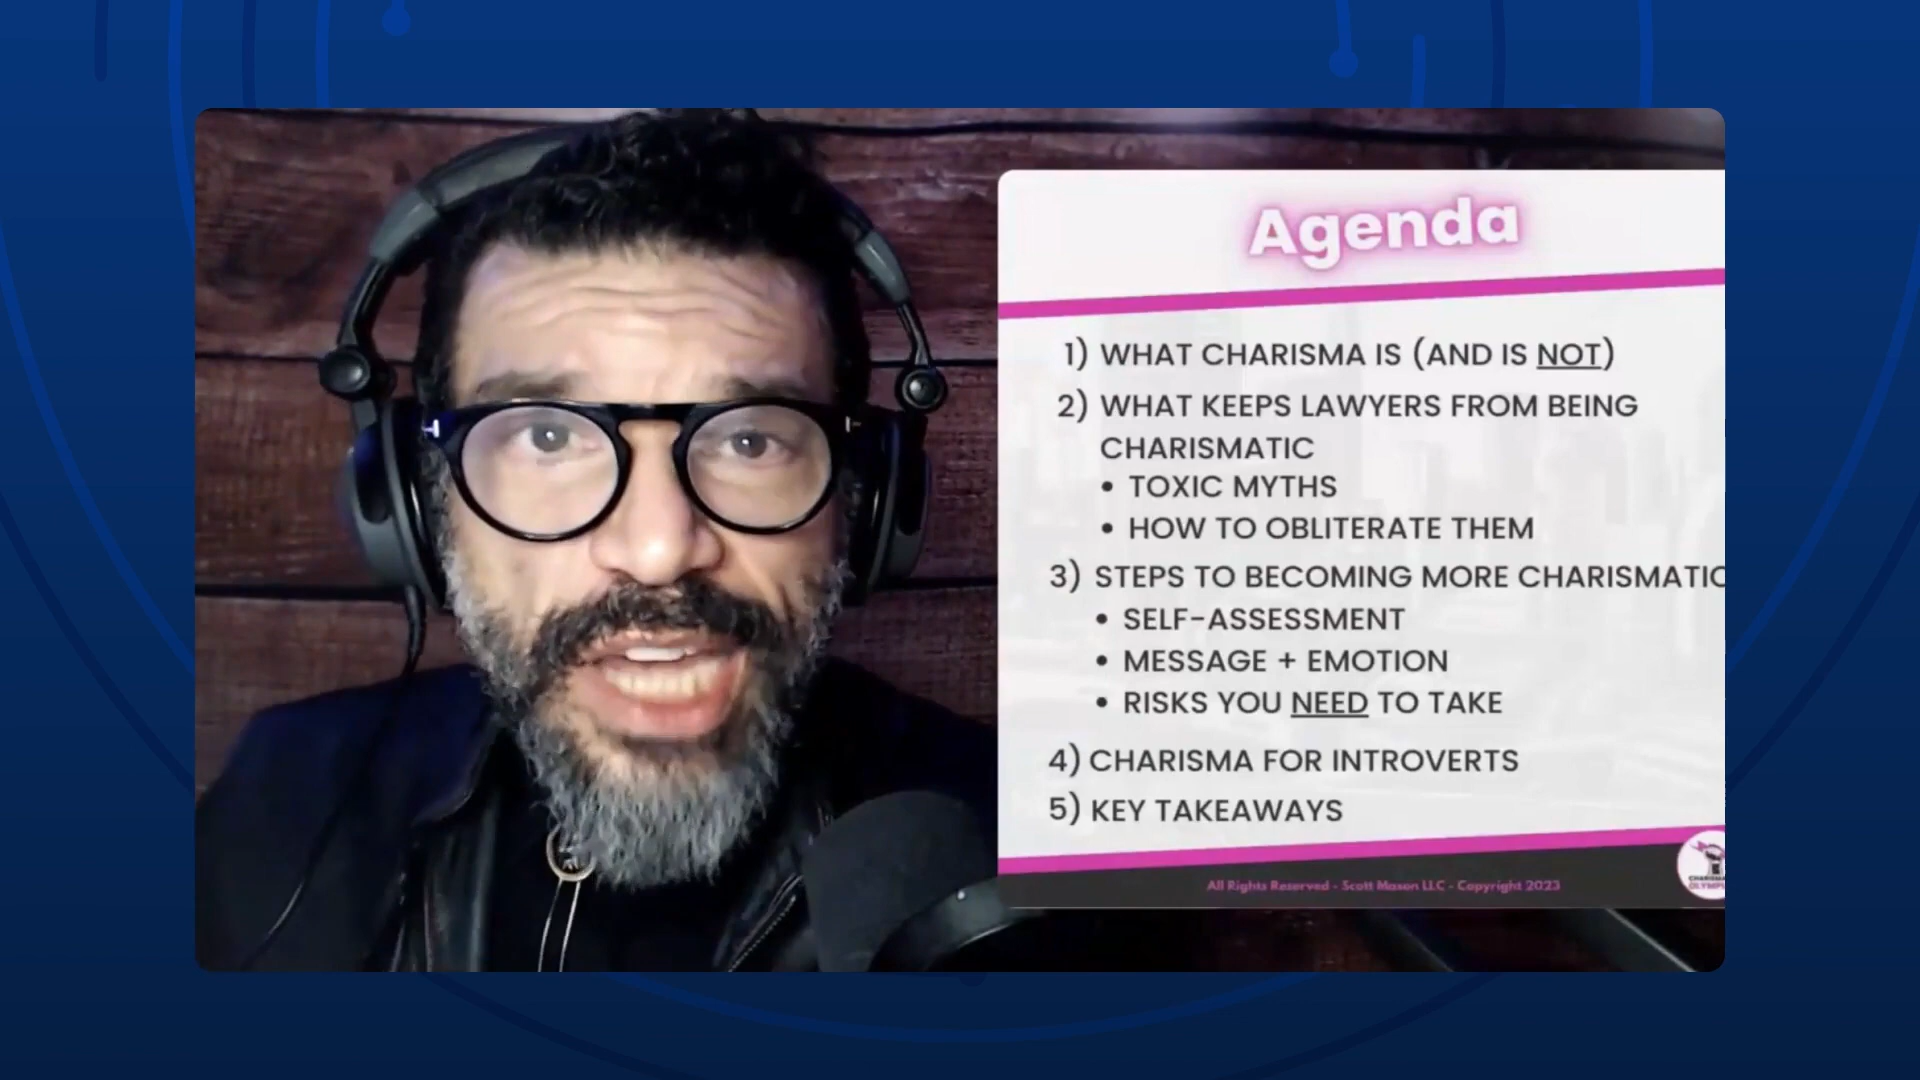 Agenda
1) WHAT CHARISMA IS (AND IS NOT)
2) WHAT KEEPS LAWYERS FROM BEING
CHARISMATIC
• TOXIC MYTHS
• HOW TO OBLITERATE THEM
3) STEPS TO BECOMING MORE CHARISMATIC
• SELF-ASSESSMENT
• MESSAGE + EMOTION
• RISKS YOU NEED TO TAKE
4) CHARISMA FOR INTROVERTS
5) KEY TAKEAWAYS
All Rights Reserved - Scott Mason LLC - Copyright 2023